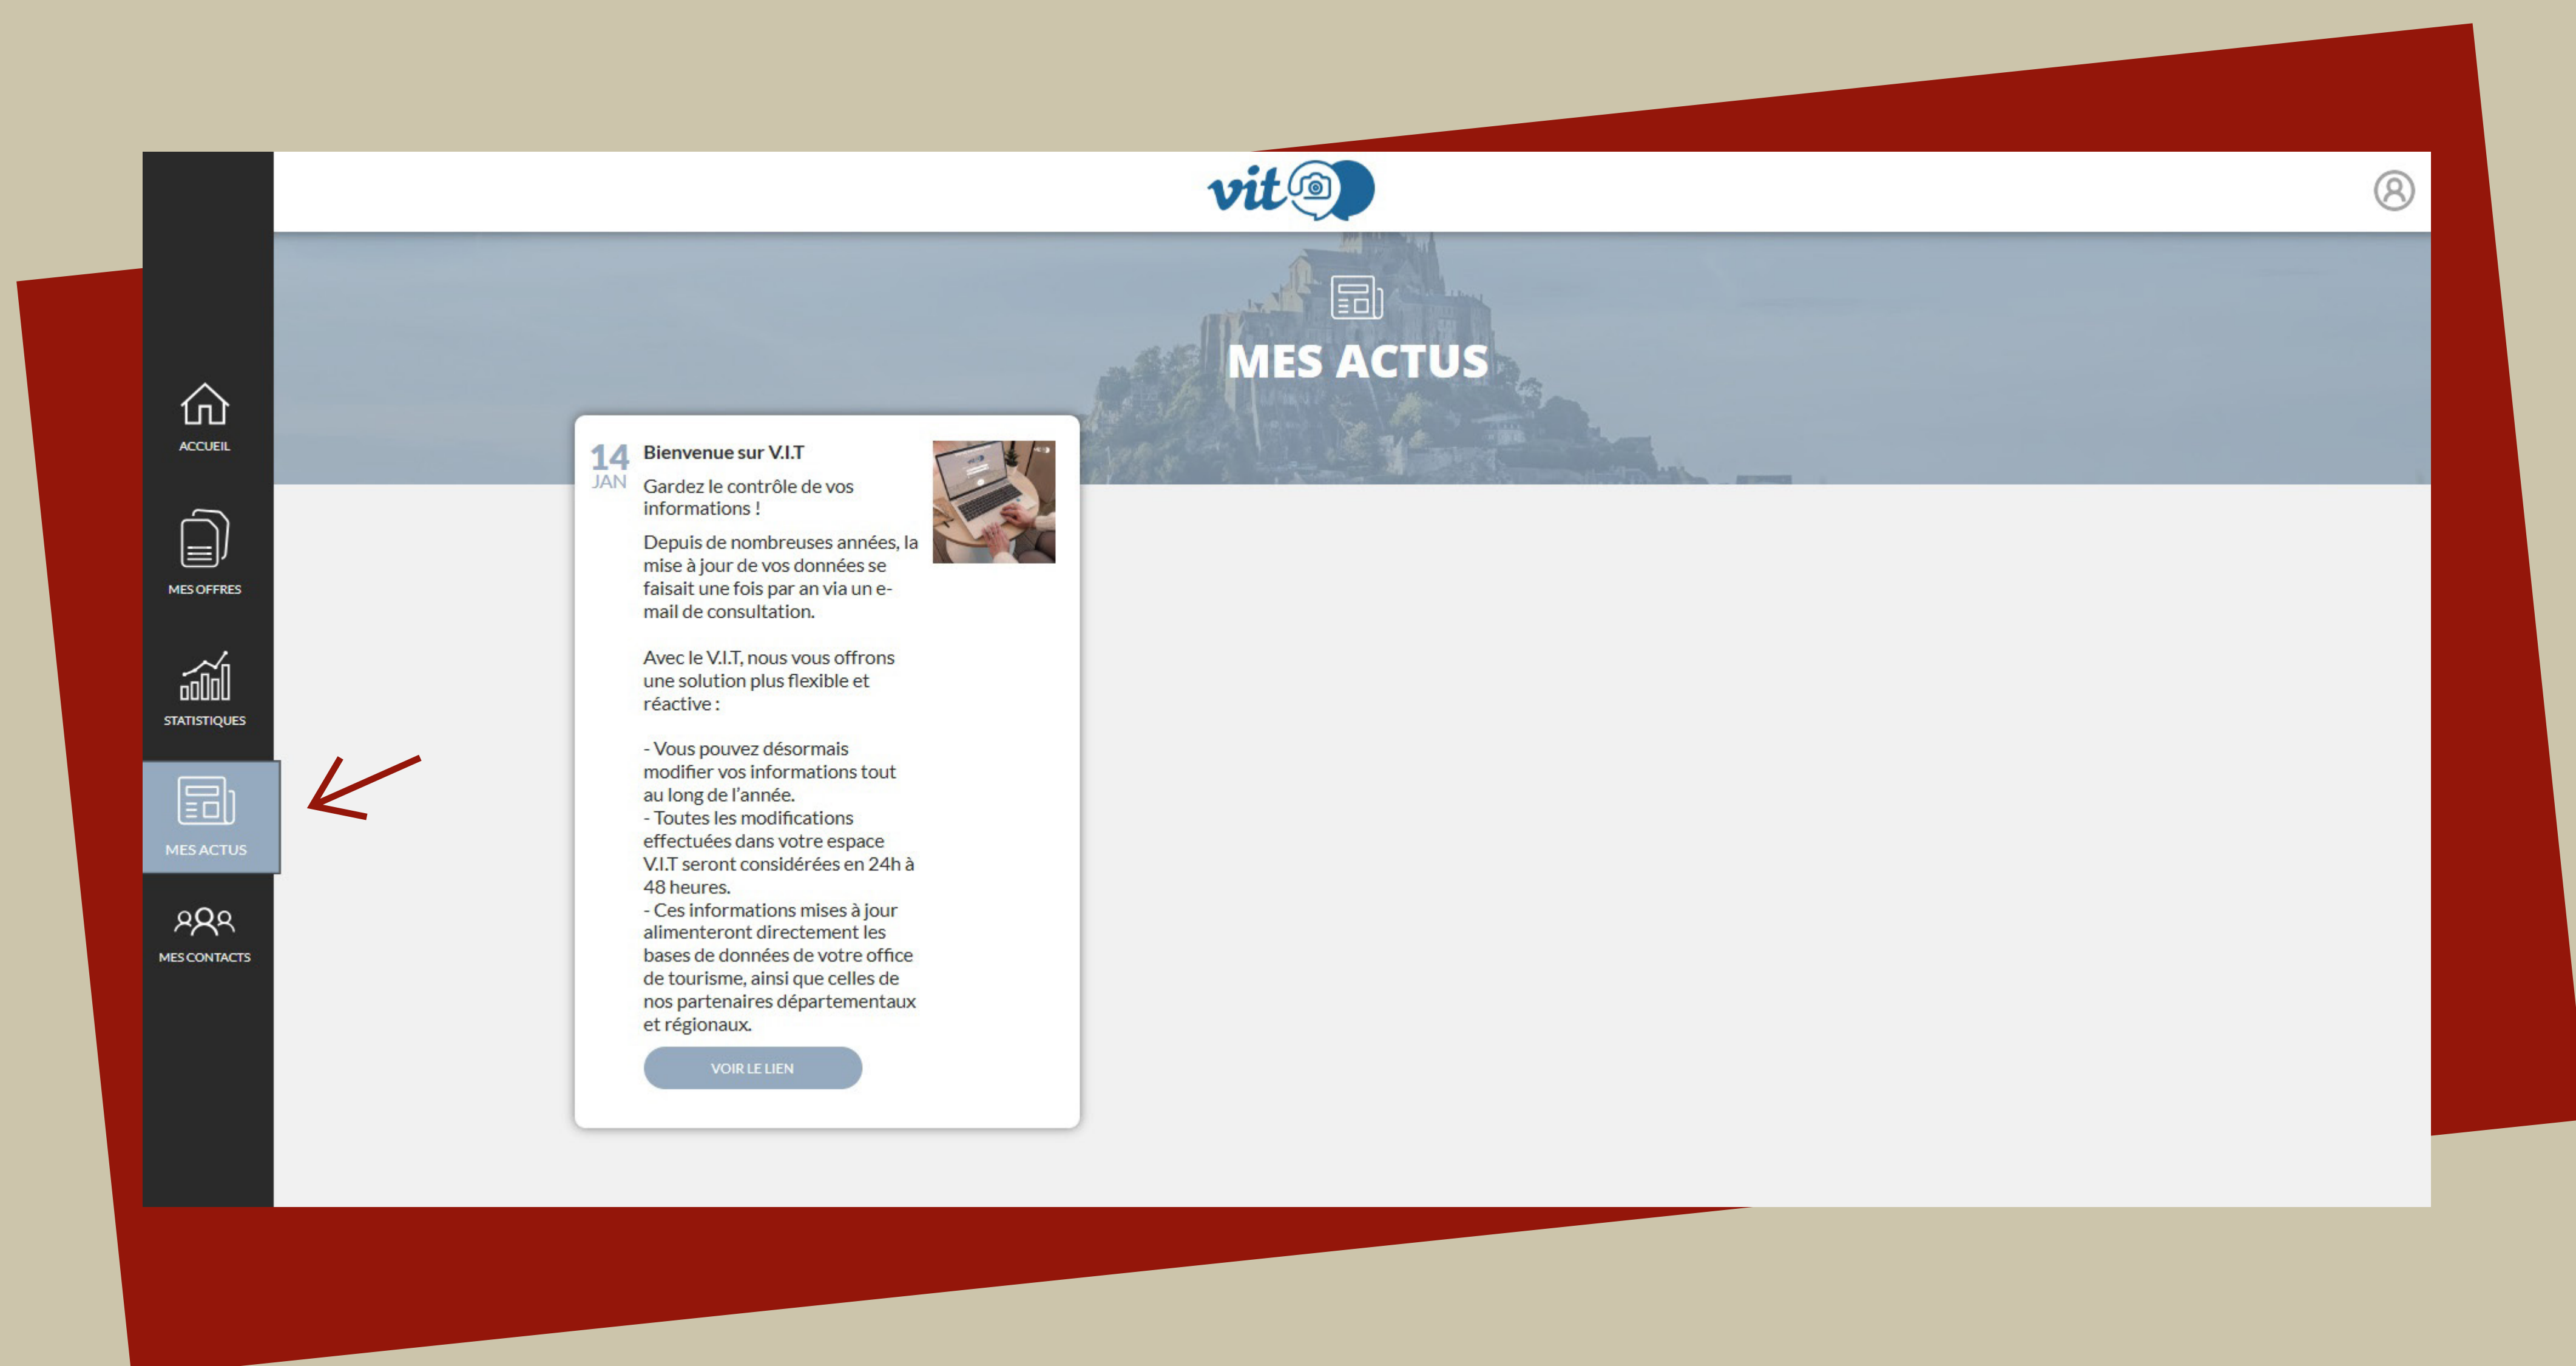 vit
MES ACTUS
ACCUEIL
MES OFFRES
STATISTIQUES
MES ACTUS
MES CONTACTS
14
JAN
Bienvenue sur V.I.T
Gardez le contrôle de vos
informations !
Depuis de nombreuses années, la
mise à jour de vos données se
faisait une fois par an via un e-
mail de consultation.
Avec le V.I.T, nous vous offrons
une solution plus flexible et
réactive :
- Vous pouvez désormais
modifier vos informations tout
au long de l'année.
- Toutes les modifications
effectuées dans votre espace
V.I.T seront considérées en 24h à
48 heures.
- Ces informations mises à jour
alimenteront directement les
bases de données de votre office
de tourisme, ainsi que celles de
nos partenaires départementaux
et régionaux.
VOIR LE LIEN